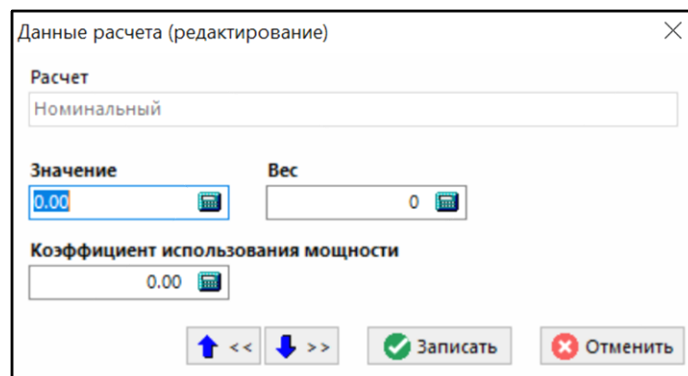 Данные расчета (редактирование)
Расчет
Номинальный
Значение Вес
0.00 0
Коэффициент использования мощности
0.00
<< >> Записать Отменить